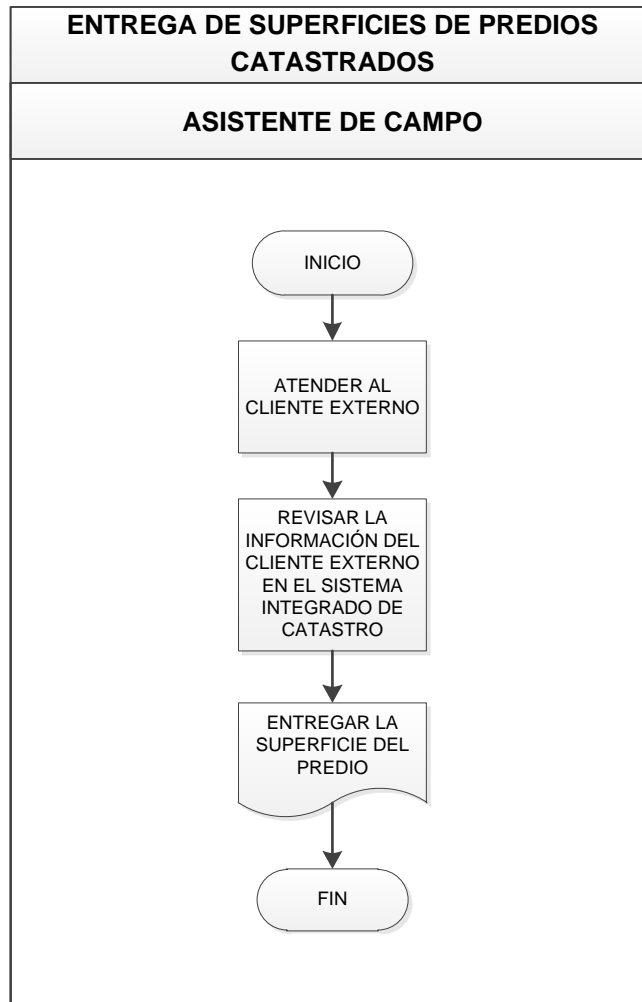 ENTREGA DE SUPERFICIES DE PREDIOS
CATASTRADOS
ASISTENTE DE CAMPO
INICIO
ATENDER AL
CLIENTE EXTERNO
REVISAR LA
INFORMACIÓN DEL
CLIENTE EXTERNO
EN EL SISTEMA
INTEGRADO DE
CATASTRO
ENTREGAR LA
SUPERFICIE DEL
PREDIO
FIN